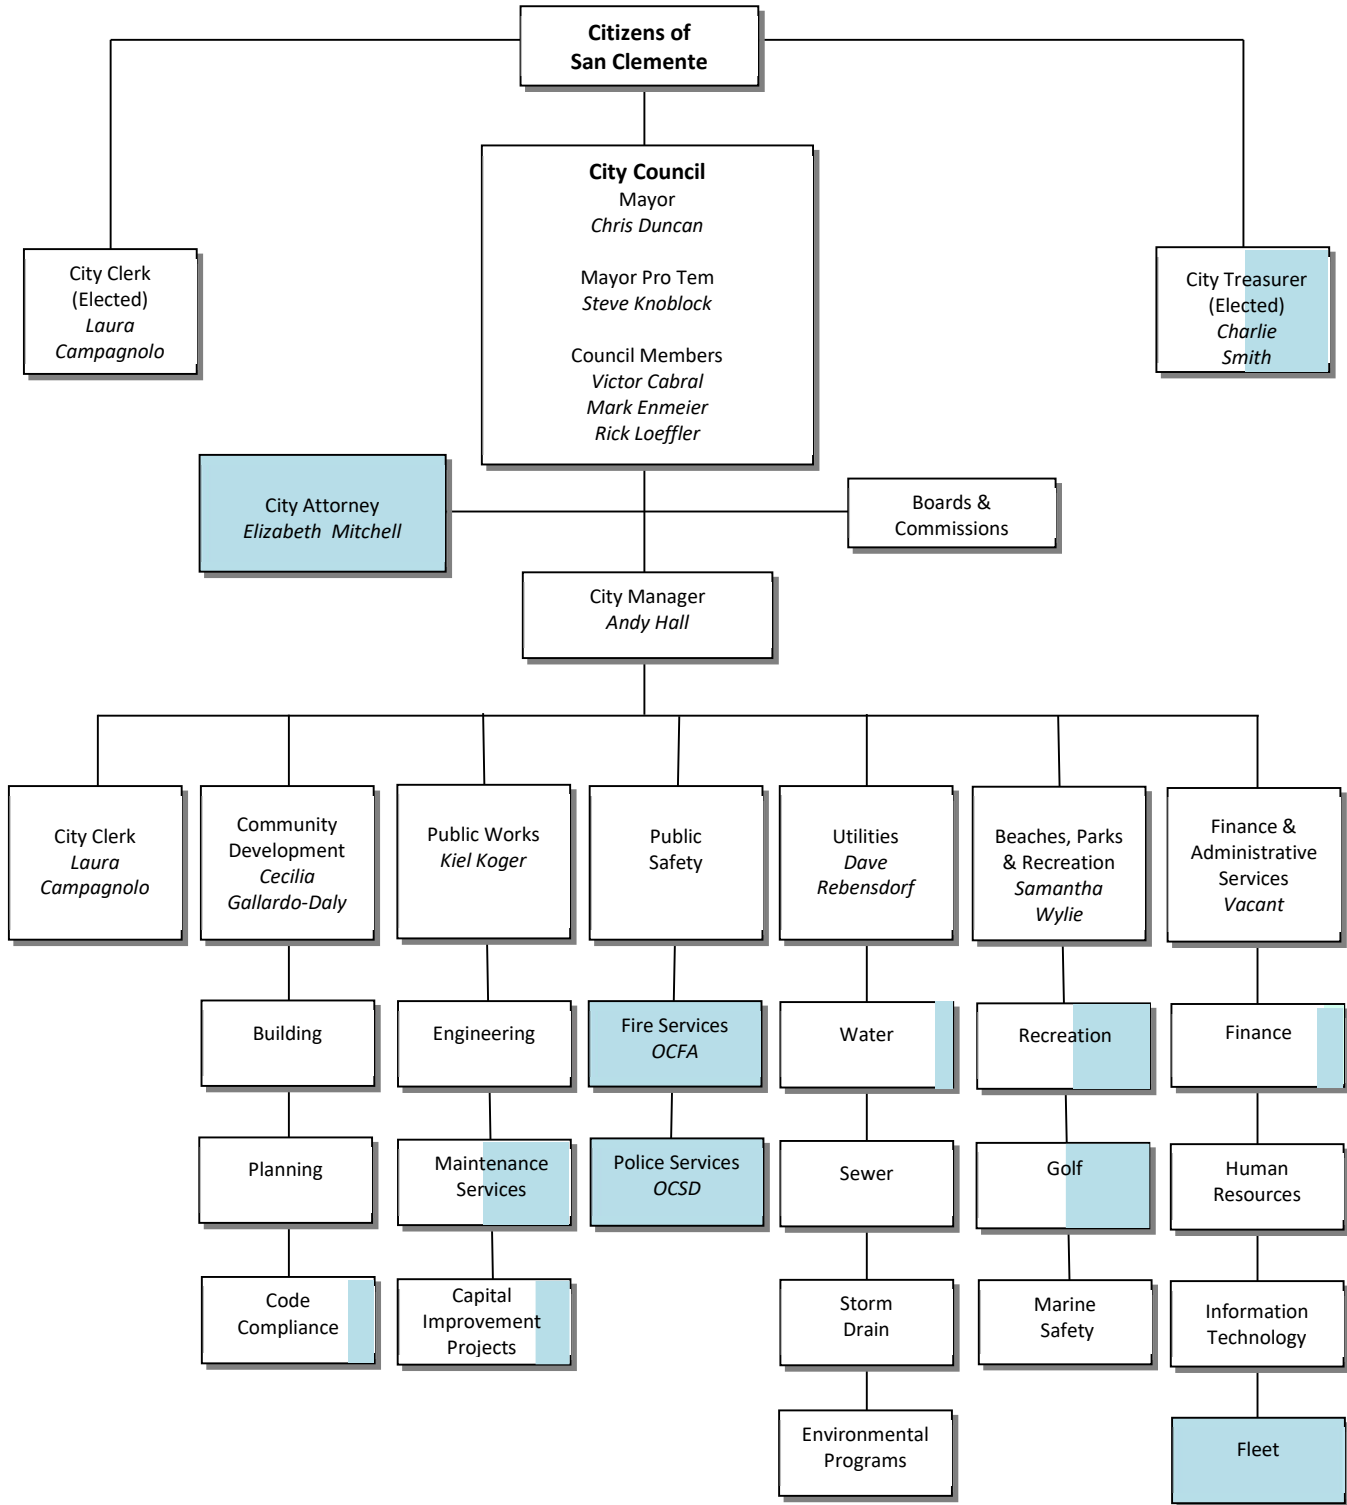 Citizens of
San Clemente
City Council
Mayor
Chris Duncan
Mayor Pro Tem
Steve Knoblock
Council Members
Victor Cabral
Mark Enmeier
Rick Loeffler
City Clerk
(Elected)
Laura
Campagnolo
City Treasurer
(Elected)
Charlie
Smith
City Attorney
Elizabeth Mitchell
Boards &
Commissions
City Manager
Andy Hall
City Clerk
Laura
Campagnolo
Community
Development
Cecilia
Gallardo-Daly
Building
Planning
Code
Compliance
Public Works
Kiel Koger
Engineering
Maintenance
Services
Capital
Improvement
Projects
Public
Safety
Fire Services
OCFA
Police Services
OCSD
Utilities
Dave
Rebensdorf
Water
Sewer
Storm
Drain
Environmental
Programs
Beaches, Parks
& Recreation
Samantha
Wylie
Recreation
Golf
Marine
Safety
Finance &
Administrative
Services
Vacant
Finance
Human
Resources
Information
Technology
Fleet